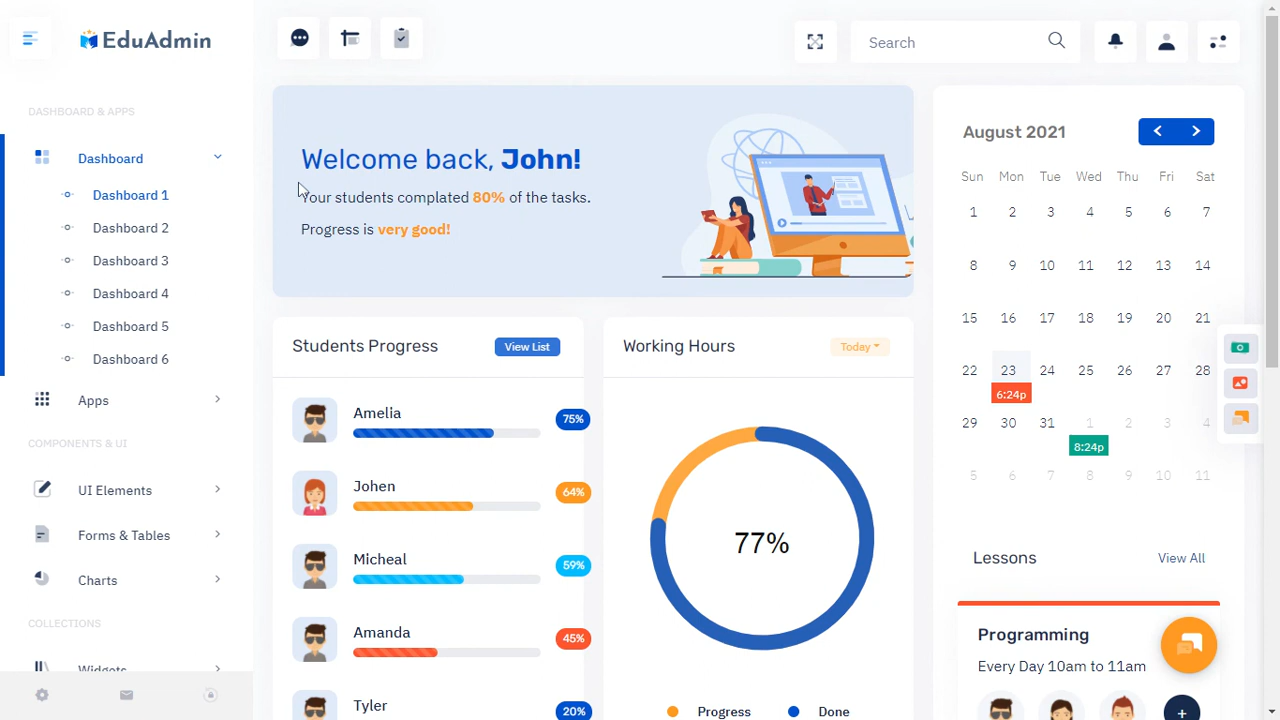 EduAdmin
Search
DASHBOARD & APPS
Dashboard
Dashboard 1
Dashboard 2
Dashboard 3
Dashboard 4
Dashboard 5
Dashboard 6
Apps
COMPONENTS & UI
UI Elements
Forms & Tables
Charts
COLLECTIONS
Widgets
Welcome back, John!
Your students complated 80% of the tasks.
Progress is very good!
Students Progress View List
Amelia 75%
Johen 64%
Micheal 59%
Amanda 45%
Tyler 20%
Working Hours Today
77%
Progress Done
August 2021
Sun Mon Tue Wed Thu Fri Sat
1 2 3 4 5 6 7
8 9 10 11 12 13 14
15 16 17 18 19 20 21
22 23 24 25 26 27 28
6:24p
29 30 31 1 2 3 4
8:24p
5 6 7 8 9 10 11
Lessons View All
Programming
Every Day 10am to 11am
+